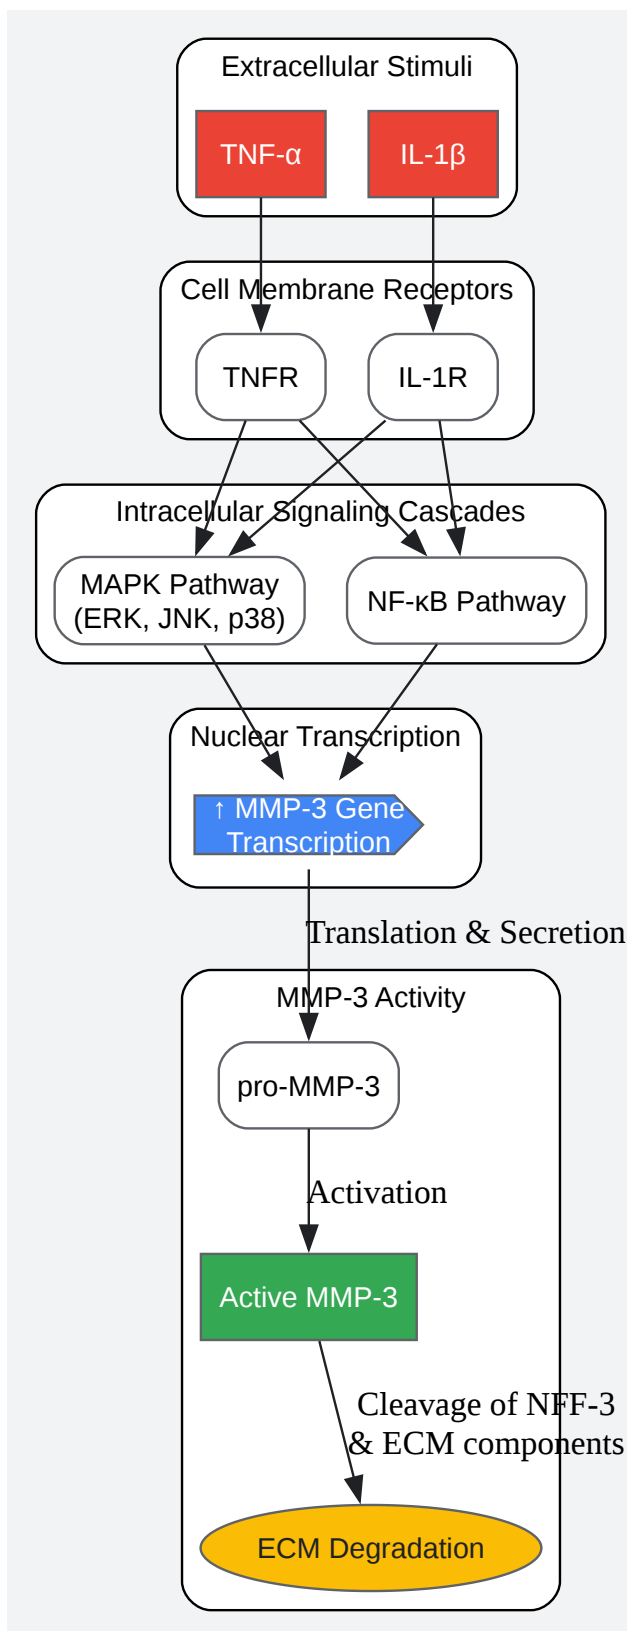 Extracellular Stimuli
TNF-α
IL-1β
Cell Membrane Receptors
TNFR
IL-1R
Intracellular Signaling Cascades
MAPK Pathway
(ERK, JNK, p38)
NF-κB Pathway
Nuclear Transcription
↑ MMP-3 Gene
Transcription
Translation & Secretion
MMP-3 Activity
pro-MMP-3
Activation
Active MMP-3
Cleavage of NFF-3
& ECM components
ECM Degradation